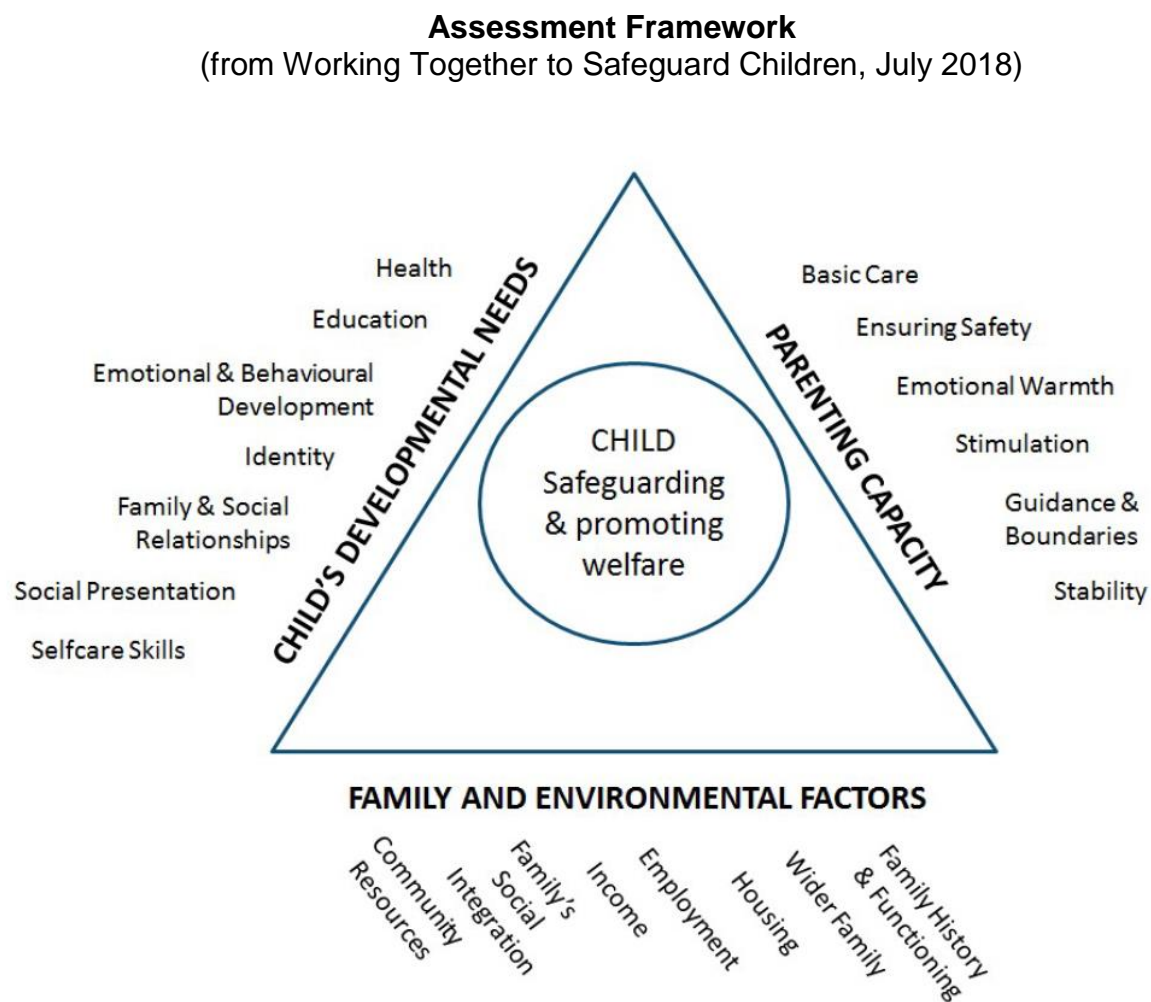 Assessment Framework
(from Working Together to Safeguard Children, July 2018)
Health
Education
Emotional & Behavioural
Development
Identity
Family & Social
Relationships
Social Presentation
Selfcare Skills
CHILD'S DEVELOPMENTAL NEEDS
CHILD
Safeguarding
& promoting
welfare
PARENTING CAPACITY
Basic Care
Ensuring Safety
Emotional Warmth
Stimulation
Guidance &
Boundaries
Stability
FAMILY AND ENVIRONMENTAL FACTORS
Community
Resources
Family's
Social
Integration
Income
Employment
Housing
Wider Family
Family History
& Functioning